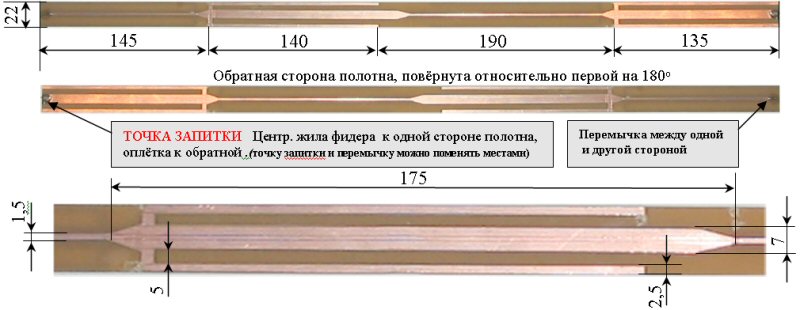 22
145
140
190
135
Обратная сторона полотна, повёрнута относительно первой на 180°
ТОЧКА ЗАПИТКИ Центр. жила фидера к одной стороне полотна,
оплётка к обратной .(точку запитки и перемычку можно поменять местами)
Перемычка между одной
и другой стороной
175
1,5
5
2,5
7